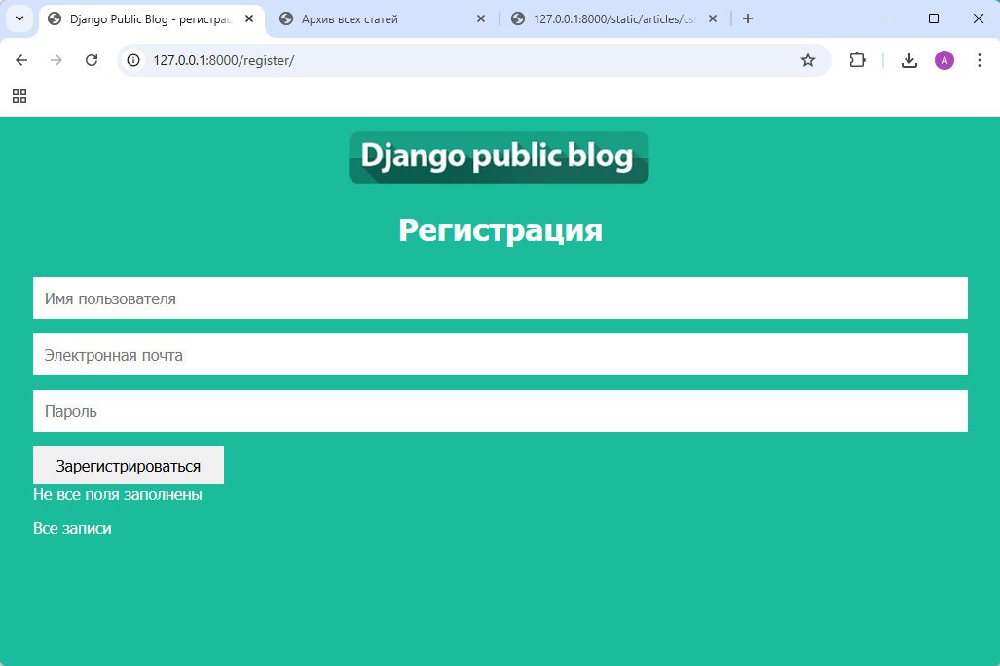 Django Public Blog - регистрац
Архив всех статей
127.0.0.1:8000/static/articles/cs
127.0.0.1:8000/register/
A
Django public blog
Регистрация
Имя пользователя
Электронная почта
Пароль
Зарегистрироваться
Не все поля заполнены
Все записи